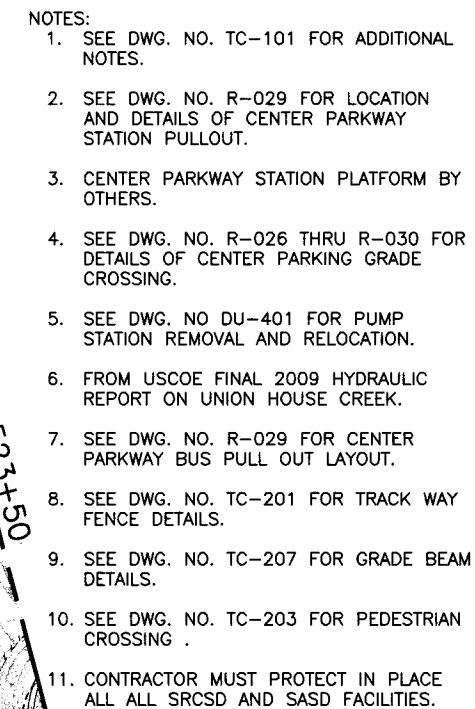 NOTES:
1. SEE DWG. NO. TC-101 FOR ADDITIONAL
NOTES.
2. SEE DWG. NO. R-029 FOR LOCATION
AND DETAILS OF CENTER PARKWAY
STATION PULLOUT.
3. CENTER PARKWAY STATION PLATFORM BY
OTHERS.
4. SEE DWG. NO. R-026 THRU R-030 FOR
DETAILS OF CENTER PARKING GRADE
CROSSING.
5. SEE DWG. NO DU-401 FOR PUMP
STATION REMOVAL AND RELOCATION.
6. FROM USCOE FINAL 2009 HYDRAULIC
REPORT ON UNION HOUSE CREEK.
7. SEE DWG. NO. R-029 FOR CENTER
PARKWAY BUS PULL OUT LAYOUT.
8. SEE DWG. NO. TC-201 FOR TRACK WAY
FENCE DETAILS.
9. SEE DWG. NO. TC-207 FOR GRADE BEAM
DETAILS.
10. SEE DWG. NO. TC-203 FOR PEDESTRIAN
CROSSING .
11. CONTRACTOR MUST PROTECT IN PLACE
ALL ALL SRCSD AND SASD FACILITIES.